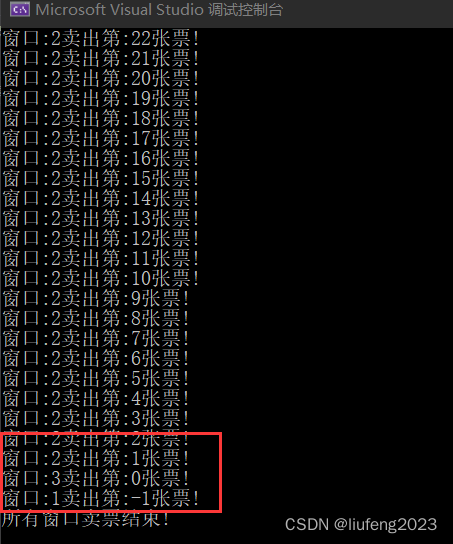 Microsoft Visual Studio 调试控制台
窗口:2卖出第:22张票!
窗口:2卖出第:21张票!
窗口:2卖出第:20张票!
窗口:2卖出第:19张票!
窗口:2卖出第:18张票!
窗口:2卖出第:17张票!
窗口:2卖出第:16张票!
窗口:2卖出第:15张票!
窗口:2卖出第:14张票!
窗口:2卖出第:13张票!
窗口:2卖出第:12张票!
窗口:2卖出第:11张票!
窗口:2卖出第:10张票!
窗口:2卖出第:9张票!
窗口:2卖出第:8张票!
窗口:2卖出第:7张票!
窗口:2卖出第:6张票!
窗口:2卖出第:5张票!
窗口:2卖出第:4张票!
窗口:2卖出第:3张票!
窗口:2卖出第:2张票!
窗口:2卖出第:1张票!
窗口:3卖出第:0张票!
窗口:1卖出第:-1张票!
所有窗口卖票结束!
CSDN @liufeng2023